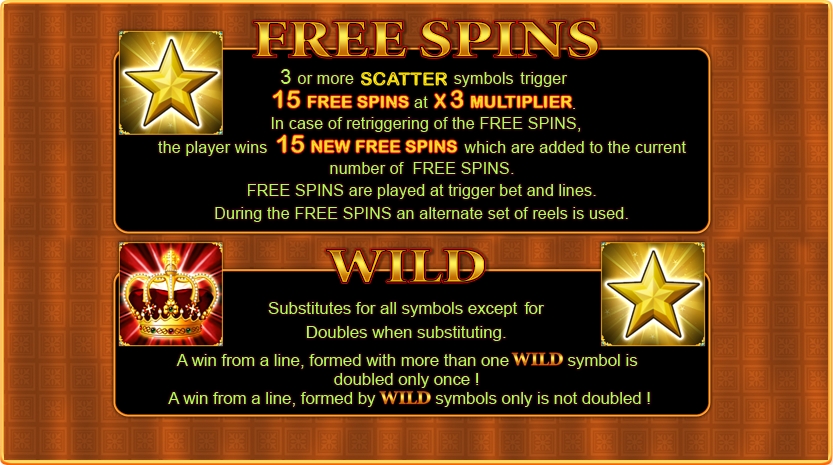 FREE SPINS
3 or more SCATTER symbols trigger
15 FREE SPINS at X3 MULTIPLIER.
In case of retriggering of the FREE SPINS,
the player wins 15 NEW FREE SPINS which are added to the current
number of FREE SPINS.
FREE SPINS are played at trigger bet and lines.
During the FREE SPINS an alternate set of reels is used.
WILD
Substitutes for all symbols except for
Doubles when substituting.
A win from a line, formed with more than one WILD symbol is
doubled only once !
A win from a line, formed by WILD symbols only is not doubled !